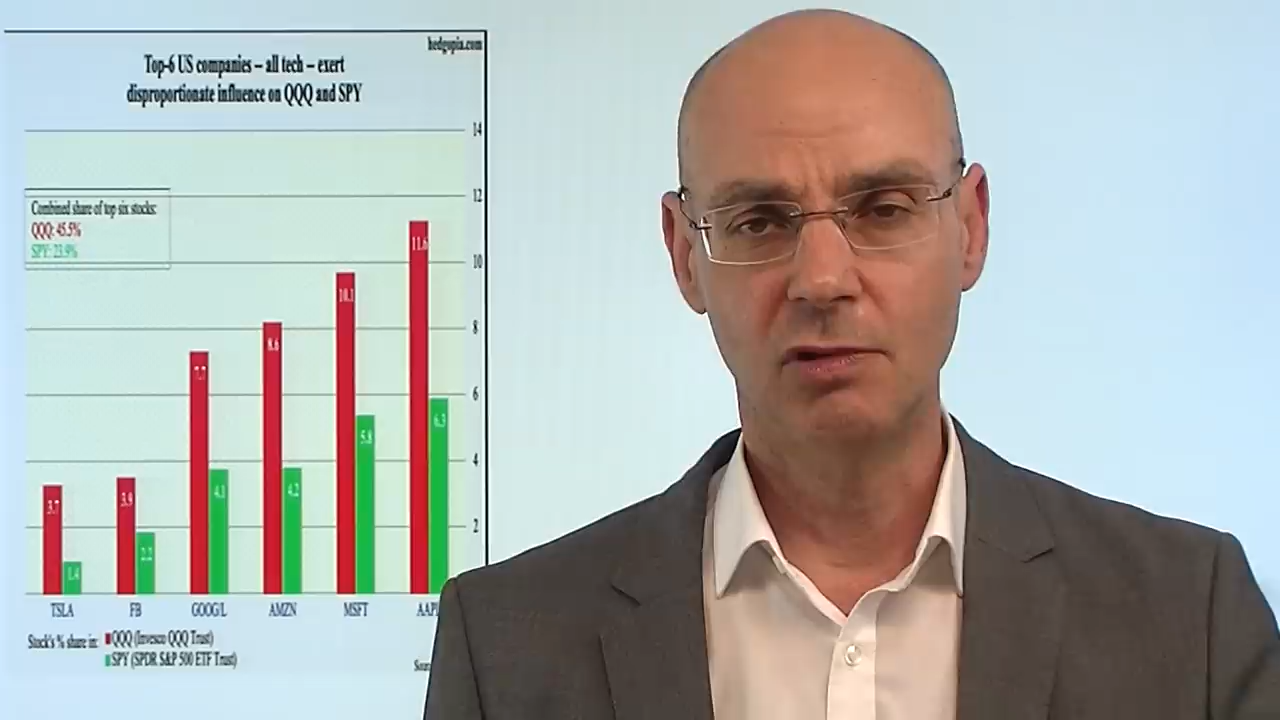 hedgopia.com
Top-6 US companies – all tech – exert
disproportionate influence on QQQ and SPY
14
Combined share of top six stocks:
QQQ: 45.5%
SPY: 23.9%
12
10
8
6
4
2
3.7
1.4
3.9
2.2
7.7
4.1
8.6
4.2
10.1
5.8
11.6
6.3
TSLA FB GOOG/L AMZN MSFT
Stock's % share in: QQQ (Invesco QQQ Trust)
SPY (SPDR S&P 500 ETF Trust)